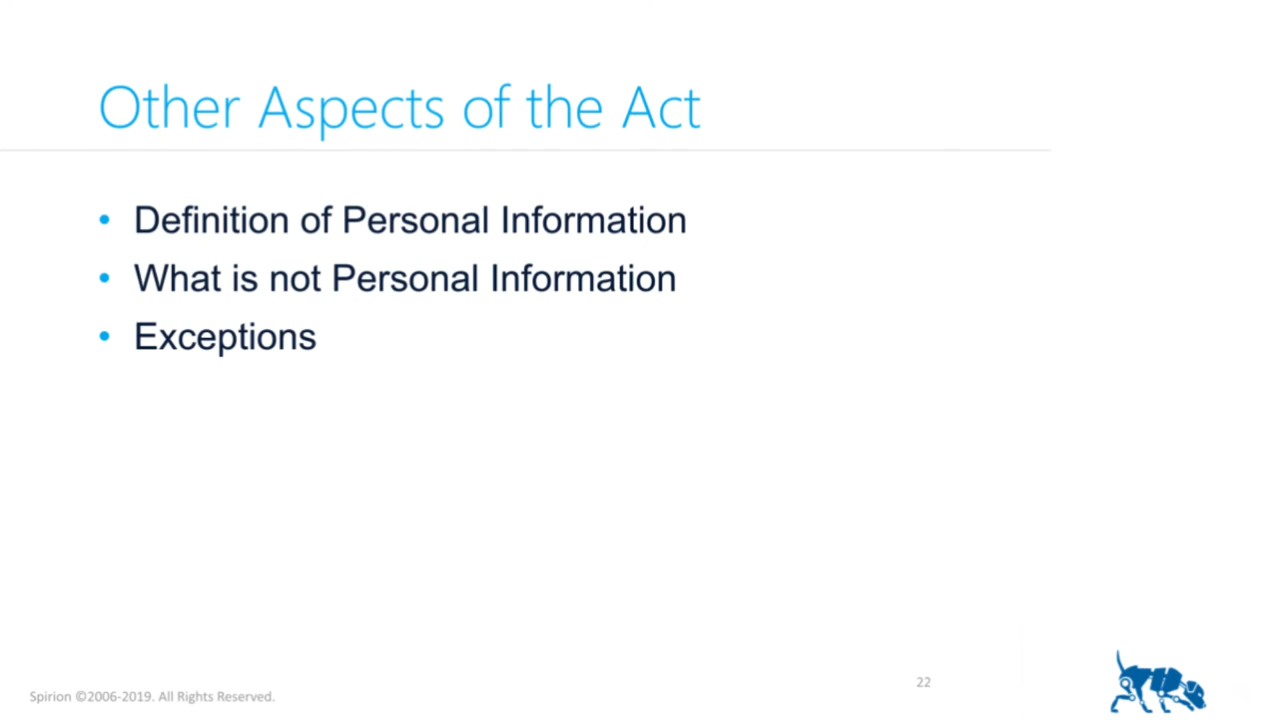 Other Aspects of the Act
• Definition of Personal Information
• What is not Personal Information
• Exceptions
Spirion ©2006-2019. All Rights Reserved.
22